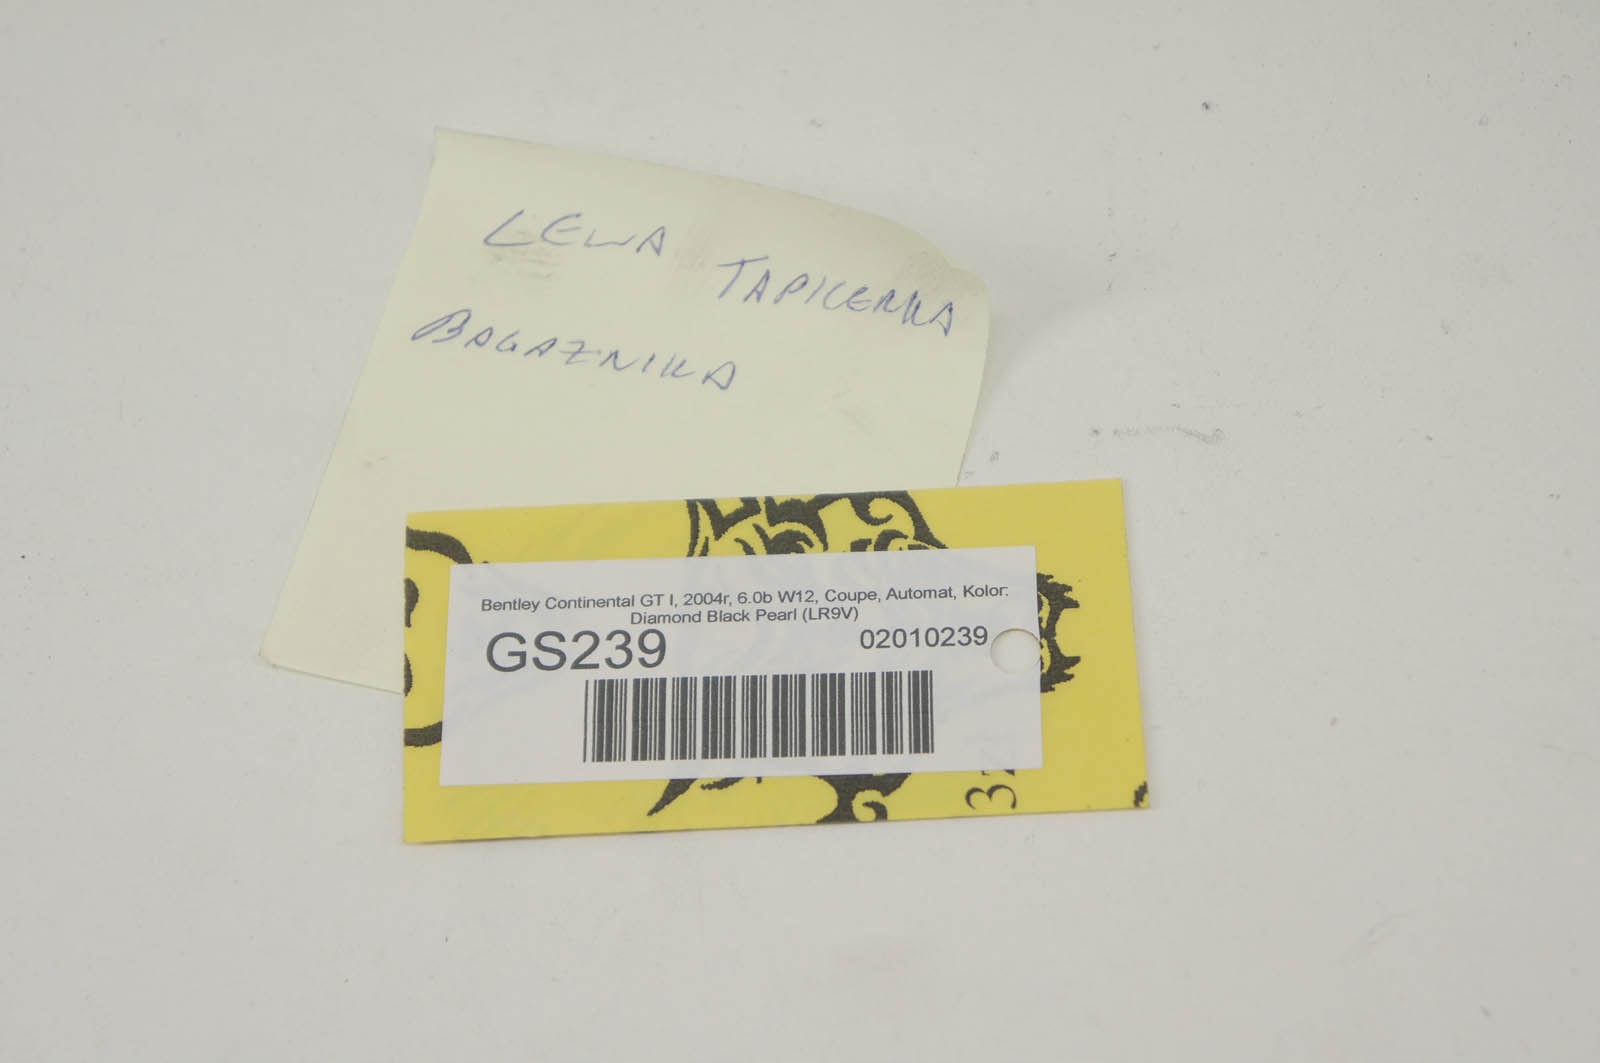 LEWA TAPICERKA
BAGAZNIKA
Bentley Continental GT I, 2004r, 6.0b W12, Coupe, Automat, Kolor:
Diamond Black Pearl (LR9V)
GS239 02010239